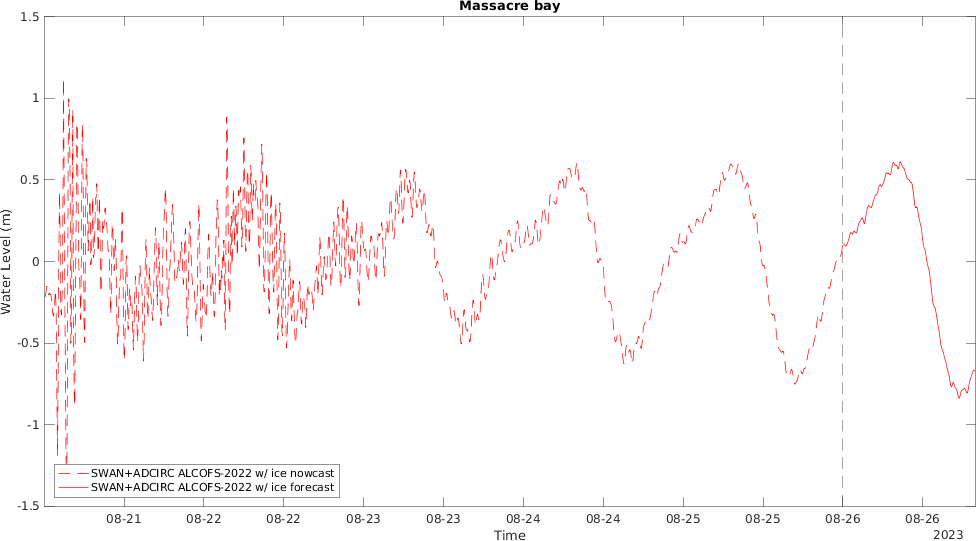 Massacre bay
1.5
1
0.5
0
-0.5
-1
-1.5
Water Level (m)
SWAN+ADCIRC ALCOFS-2022 w/ ice nowcast
SWAN+ADCIRC ALCOFS-2022 w/ ice forecast
08-21 08-22 08-22 08-23 08-23 08-24 08-24 08-25 08-25 08-26 08-26
Time
2023